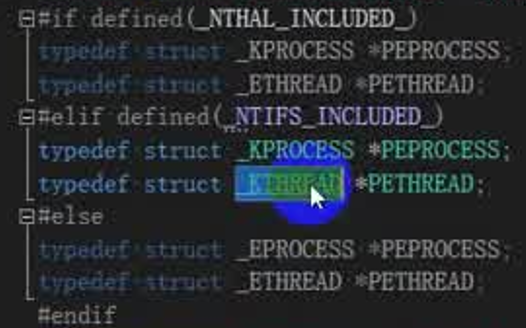 #if defined(_NTHAL_INCLUDED_)
typedef struct _KPROCESS *PEPROCESS;
typedef struct _ETHREAD *PETHREAD;
#elif defined(_NTIFS_INCLUDED_)
typedef struct _KPROCESS *PEPROCESS;
typedef struct _KTHREAD *PETHREAD;
#else
typedef struct _EPROCESS *PEPROCESS;
typedef struct _ETHREAD *PETHREAD;
#endif